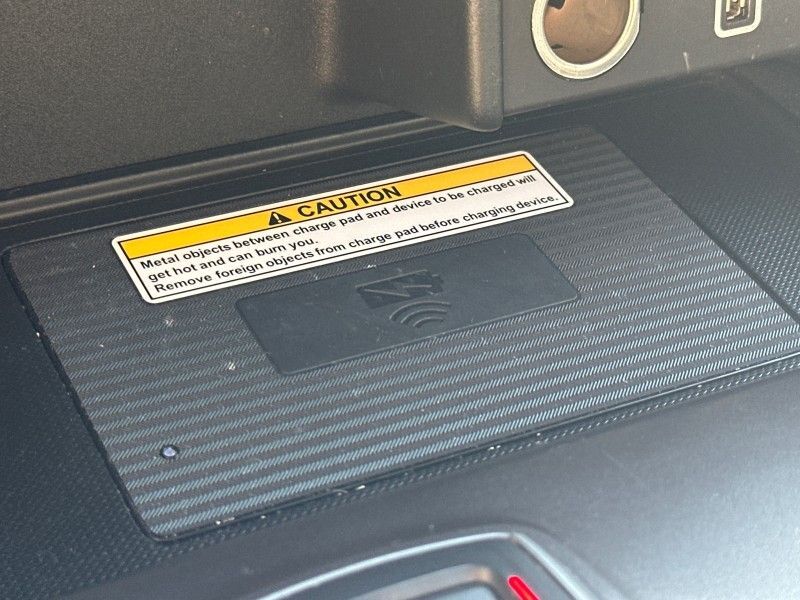 CAUTION
Metal objects between charge pad and device to be charged will
get hot and can burn you.
Remove foreign objects from charge pad before charging device.